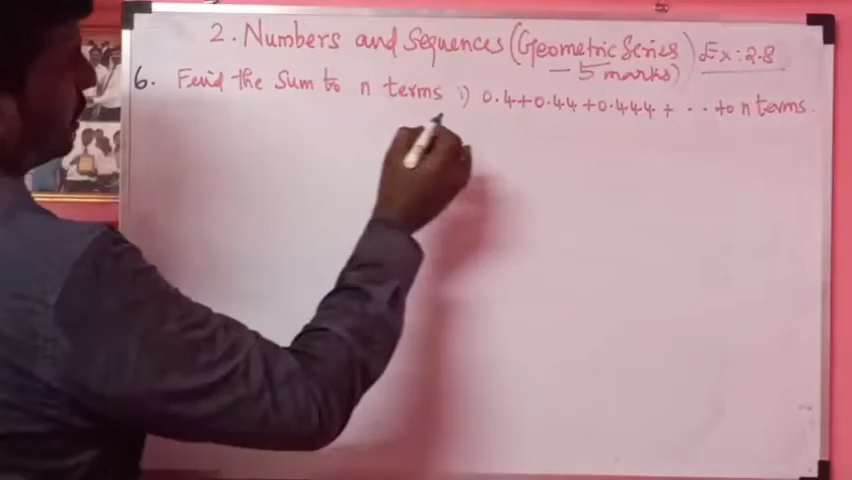 2. Numbers and Sequences (Geometric Series) Ex: 2.8
- 5 marks)
6. Find the Sum to n terms i) 0.4+0.44+0.444+ ... to n terms.